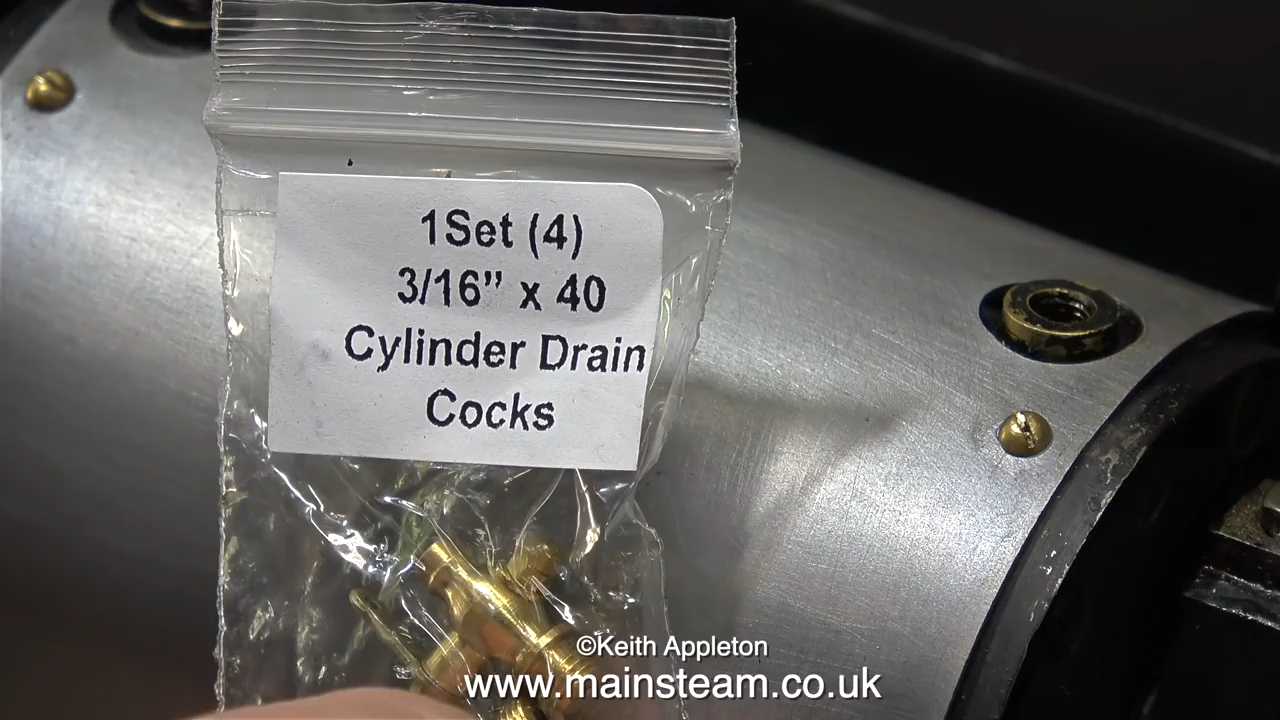 1Set (4)
3/16” x 40
Cylinder Drain
Cocks
©Keith Appleton
www.mainsteam.co.uk